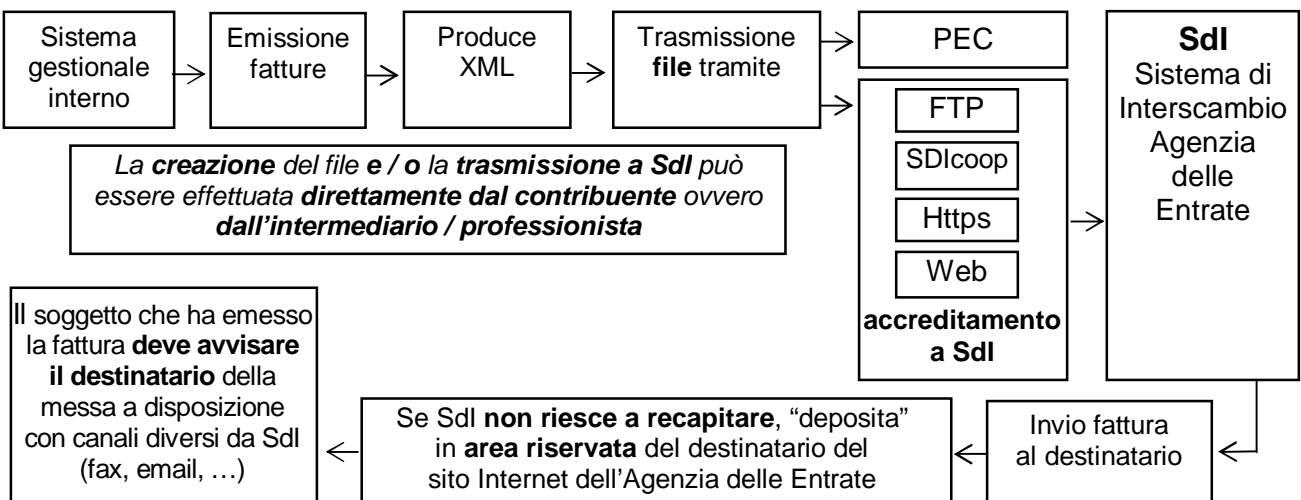 Sistema
gestionale
interno
Emissione
fatture
Produce
XML
Trasmissione
file tramite
PEC
FTP
SDIcoop
Https
Web
accreditamento
a SdI
SdI
Sistema di
Interscambio
Agenzia
delle
Entrate
La creazione del file e / o la trasmissione a SdI può
essere effettuata direttamente dal contribuente ovvero
dall'intermediario / professionista
Invio fattura
al destinatario
Se SdI non riesce a recapitare, “deposita”
in area riservata del destinatario del
sito Internet dell'Agenzia delle Entrate
Il soggetto che ha emesso
la fattura deve avvisare
il destinatario della
messa a disposizione
con canali diversi da SdI
(fax, email, …)